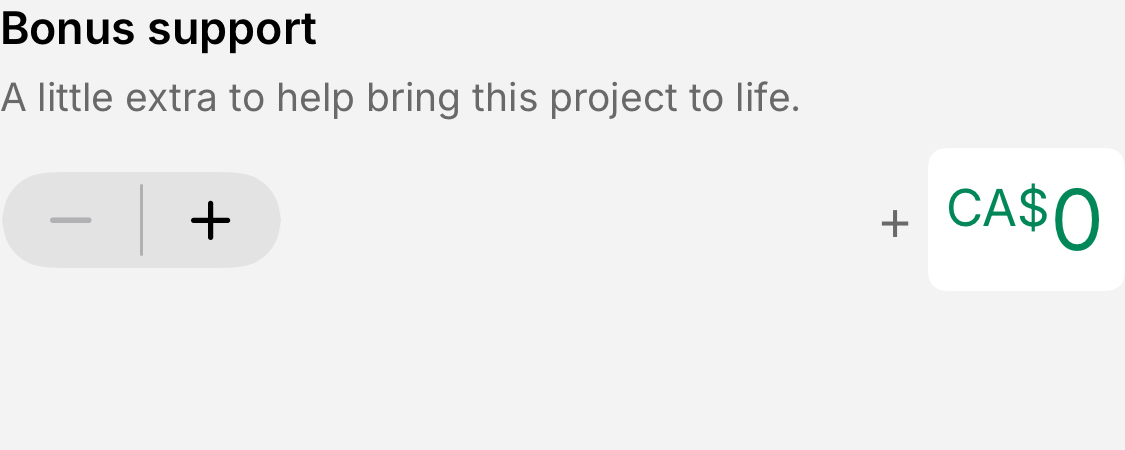 Bonus support
A little extra to help bring this project to life.
− + + CA$0